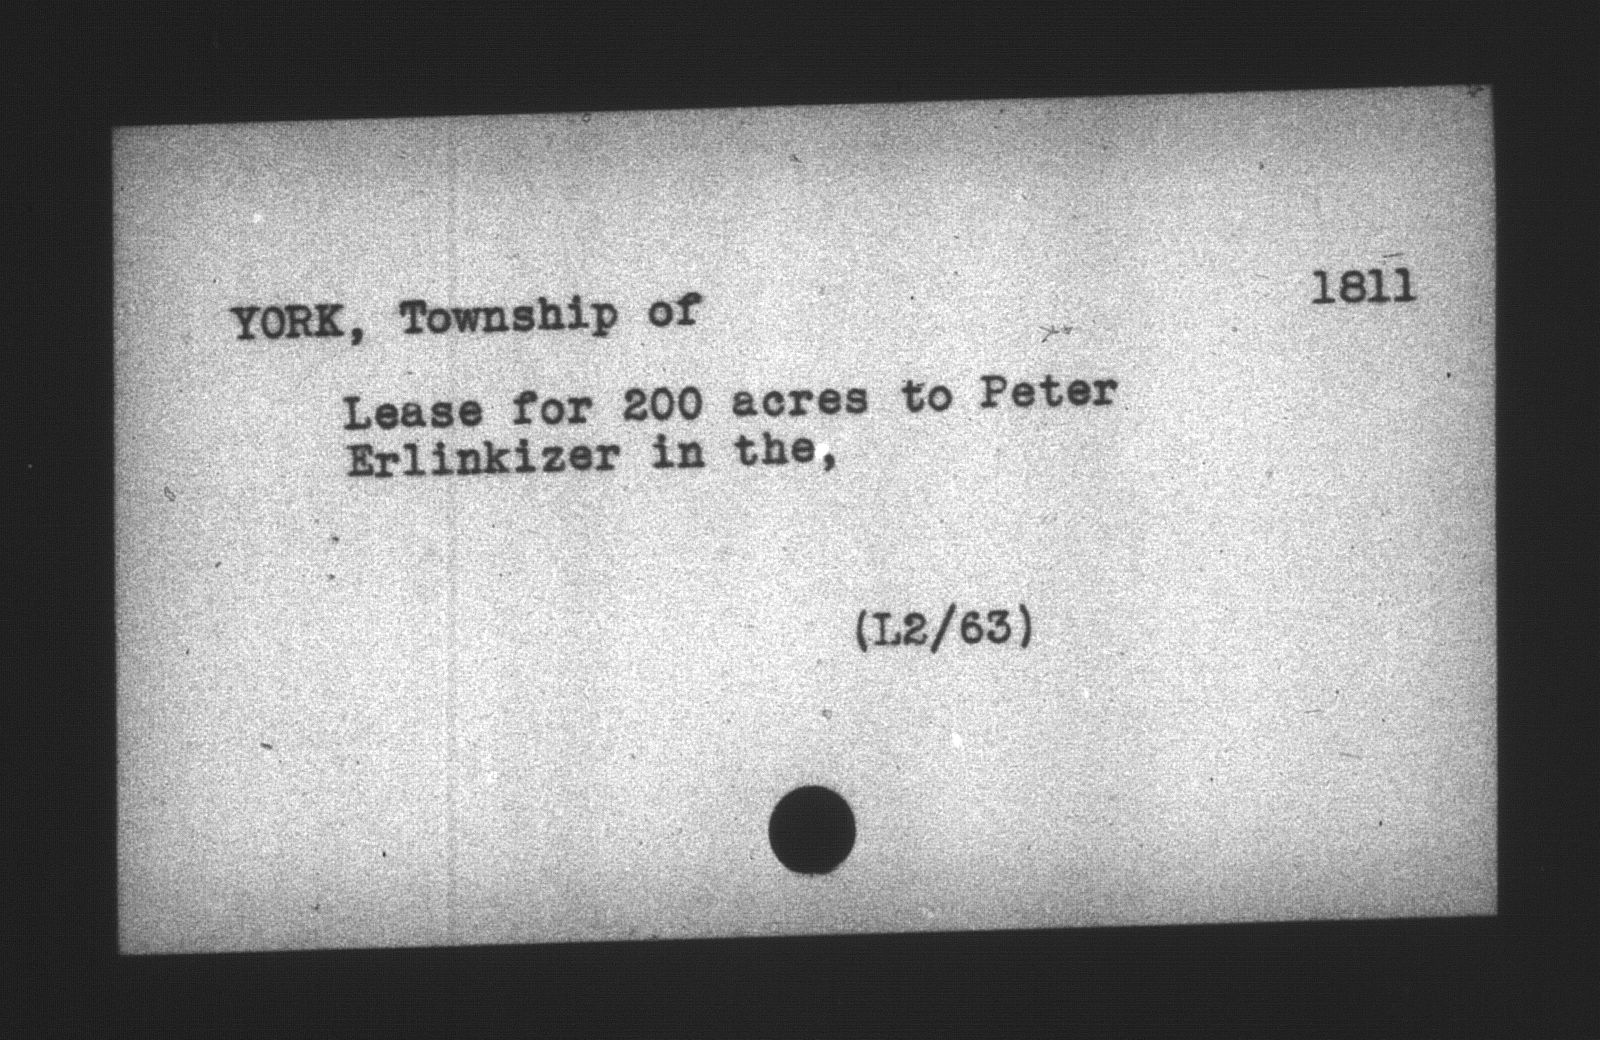 1811
YORK, Township of
Lease for 200 acres to Peter
Erlinkizer in the,
(L2/63)